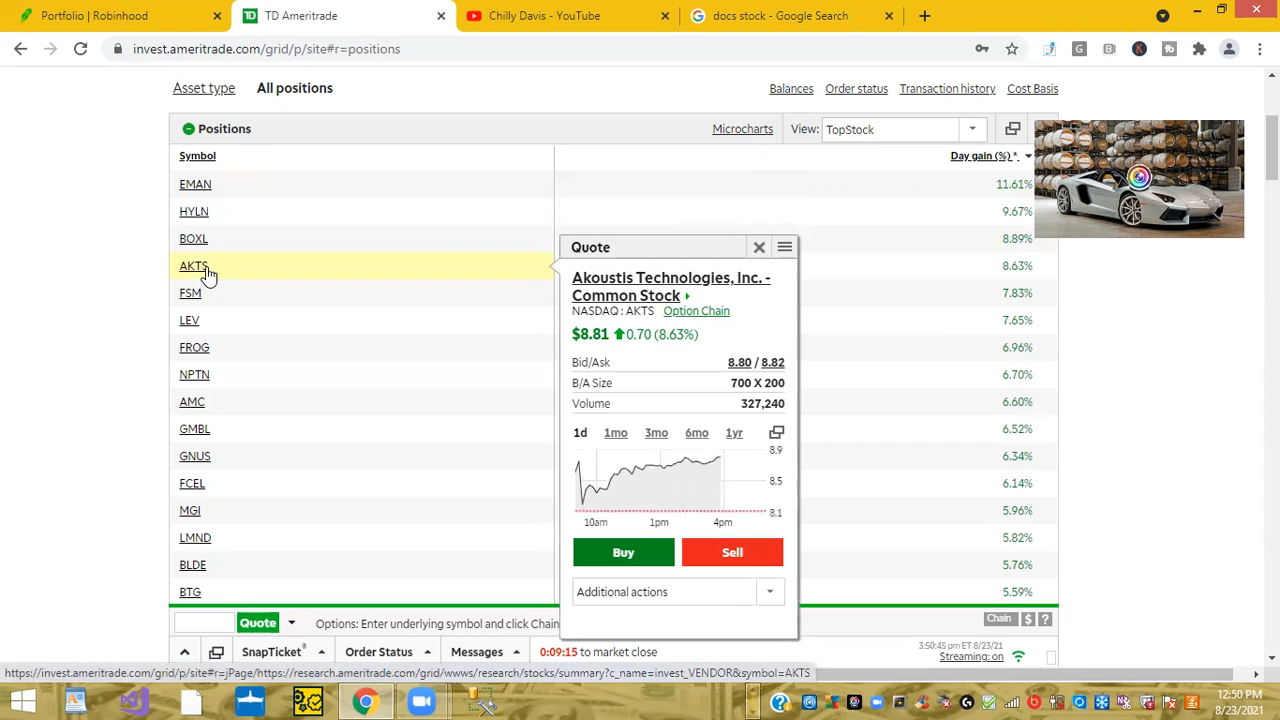 Portfolio | Robinhood
TD Ameritrade
Chilly Davis - YouTube
docs stock - Google Search
invest.ameritrade.com/grid/p/site#r=positions
Asset type
All positions
Balances
Order status
Transaction history
Cost Basis
Positions
Microcharts
View:
TopStock
Symbol
Day gain (%) *
EMAN 11.61%
HYLN 9.67%
BOXL 8.89%
AKTS 8.63%
FSM 7.83%
LEV 7.65%
FROG 6.96%
NPTN 6.70%
AMC 6.60%
GMBL 6.52%
GNUS 6.34%
FCEL 6.14%
MGI 5.96%
LMND 5.82%
BLDE 5.76%
BTG 5.59%
Quote
Akoustis Technologies, Inc. -
Common Stock
NASDAQ : AKTS Option Chain
$8.81 0.70 (8.63%)
Bid/Ask 8.80 / 8.82
B/A Size 700 X 200
Volume 327,240
1d 1mo 3mo 6mo 1yr
8.9
8.5
8.1
10am 1pm 4pm
Buy
Sell
Additional actions
Quote
Options: Enter underlying symbol and click Chain
Chain $ ?
SnapTicket®
Order Status
Messages
0:09:15 to market close
3:50:48 pm ET 8/23/21
Streaming: on
https://invest.ameritrade.com/grid/p/site#r=jPage/https://research.ameritrade.com/grid/wwws/research/stocks/summary?c_name=invest_VENDOR&symbol=AKTS
12:50 PM
8/23/2021